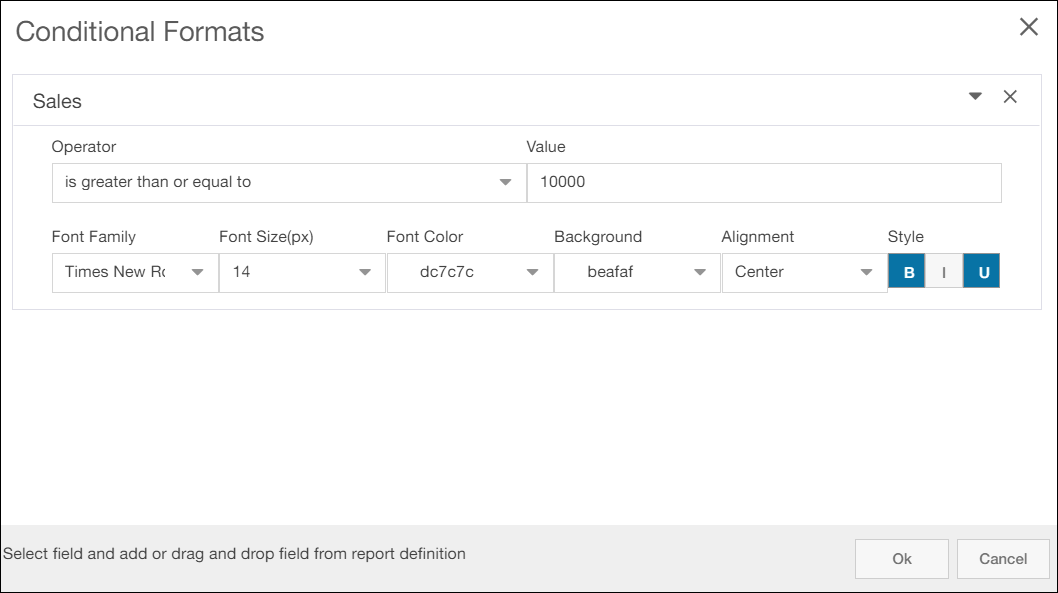 Conditional Formats
Sales
Operator Value
is greater than or equal to 10000
Font Family Font Size(px) Font Color Background Alignment Style
Times New Ro 14 dc7c7c beafaf Center B I U
Select field and add or drag and drop field from report definition
Ok Cancel